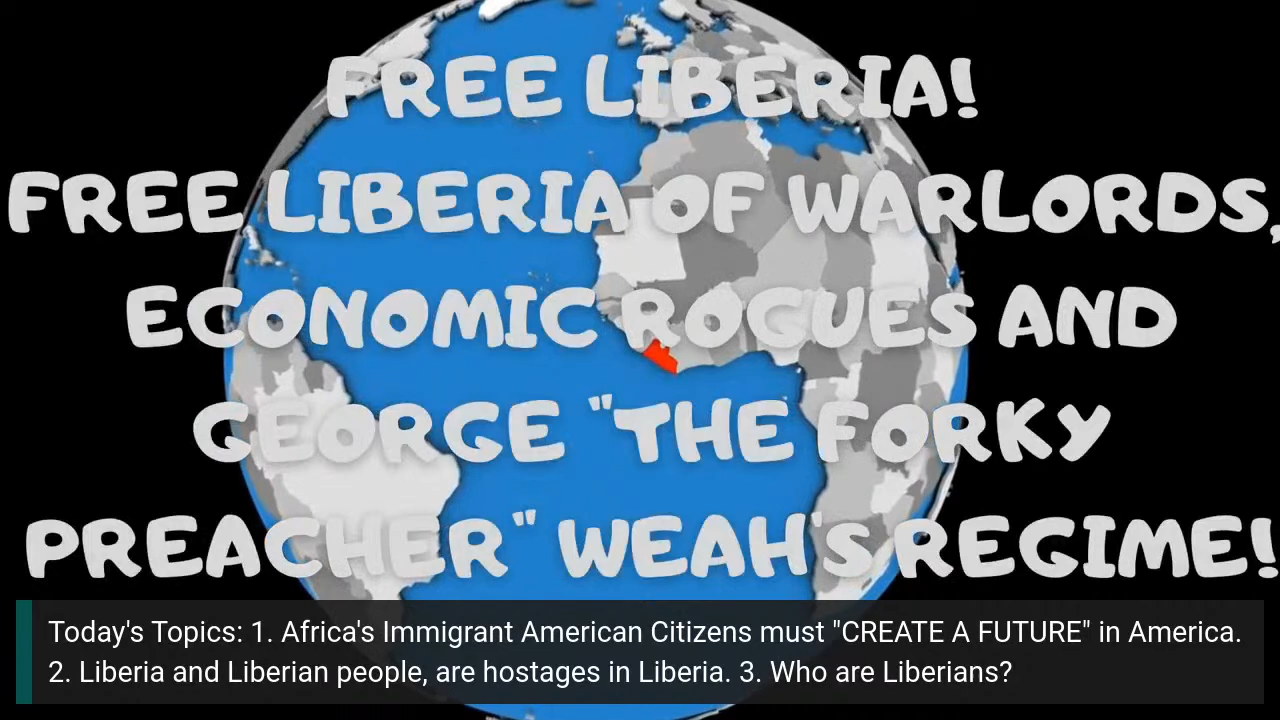 FREE LIBERIA!
FREE LIBERIA OF WARLORDS,
ECONOMIC ROGUES AND
GEORGE "THE FORKY
PREACHER" WEAH'S REGIME!
Today's Topics: 1. Africa's Immigrant American Citizens must "CREATE A FUTURE" in America.
2. Liberia and Liberian people, are hostages in Liberia. 3. Who are Liberians?